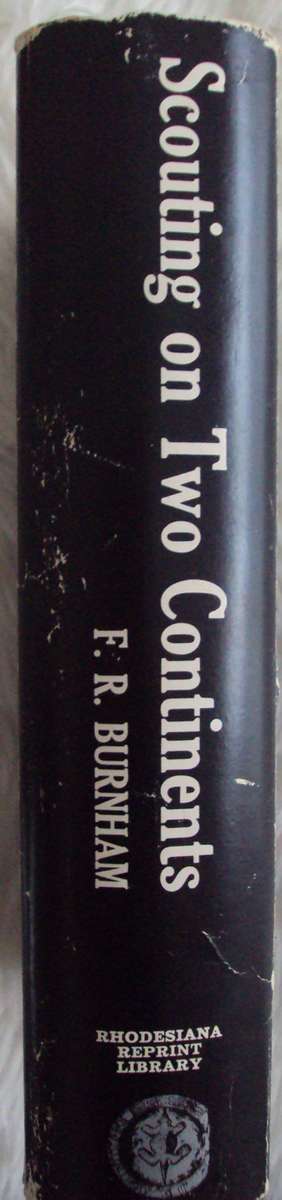 Scouting on Two Continents
F. R. BURNHAM
RHODESIANA
REPRINT
LIBRARY